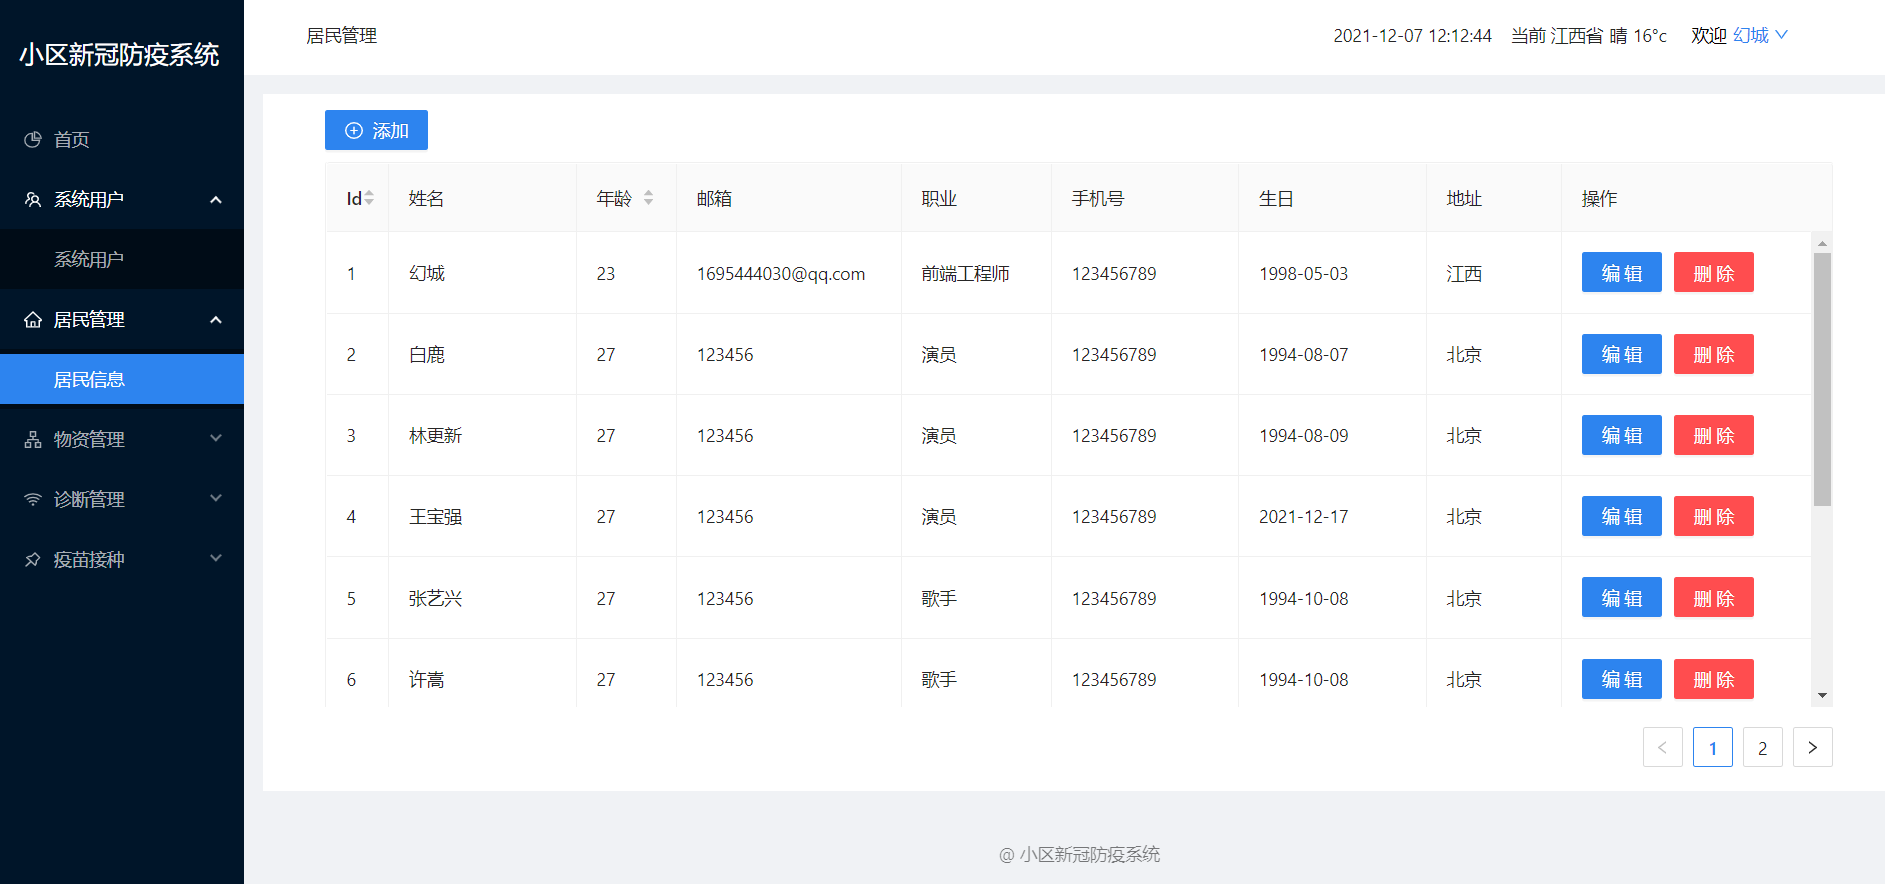 小区新冠防疫系统
首页
系统用户
系统用户
居民管理
居民信息
物资管理
诊断管理
疫苗接种
居民管理
2021-12-07 12:12:44 当前 江西省 晴 16°c 欢迎 幻城
添加
Id 姓名 年龄 邮箱 职业 手机号 生日 地址 操作
1 幻城 23 1695444030@qq.com 前端工程师 123456789 1998-05-03 江西 编辑 删除
2 白鹿 27 123456 演员 123456789 1994-08-07 北京 编辑 删除
3 林更新 27 123456 演员 123456789 1994-08-09 北京 编辑 删除
4 王宝强 27 123456 演员 123456789 2021-12-17 北京 编辑 删除
5 张艺兴 27 123456 歌手 123456789 1994-10-08 北京 编辑 删除
6 许嵩 27 123456 歌手 123456789 1994-10-08 北京 编辑 删除
< 1 2 >
@ 小区新冠防疫系统